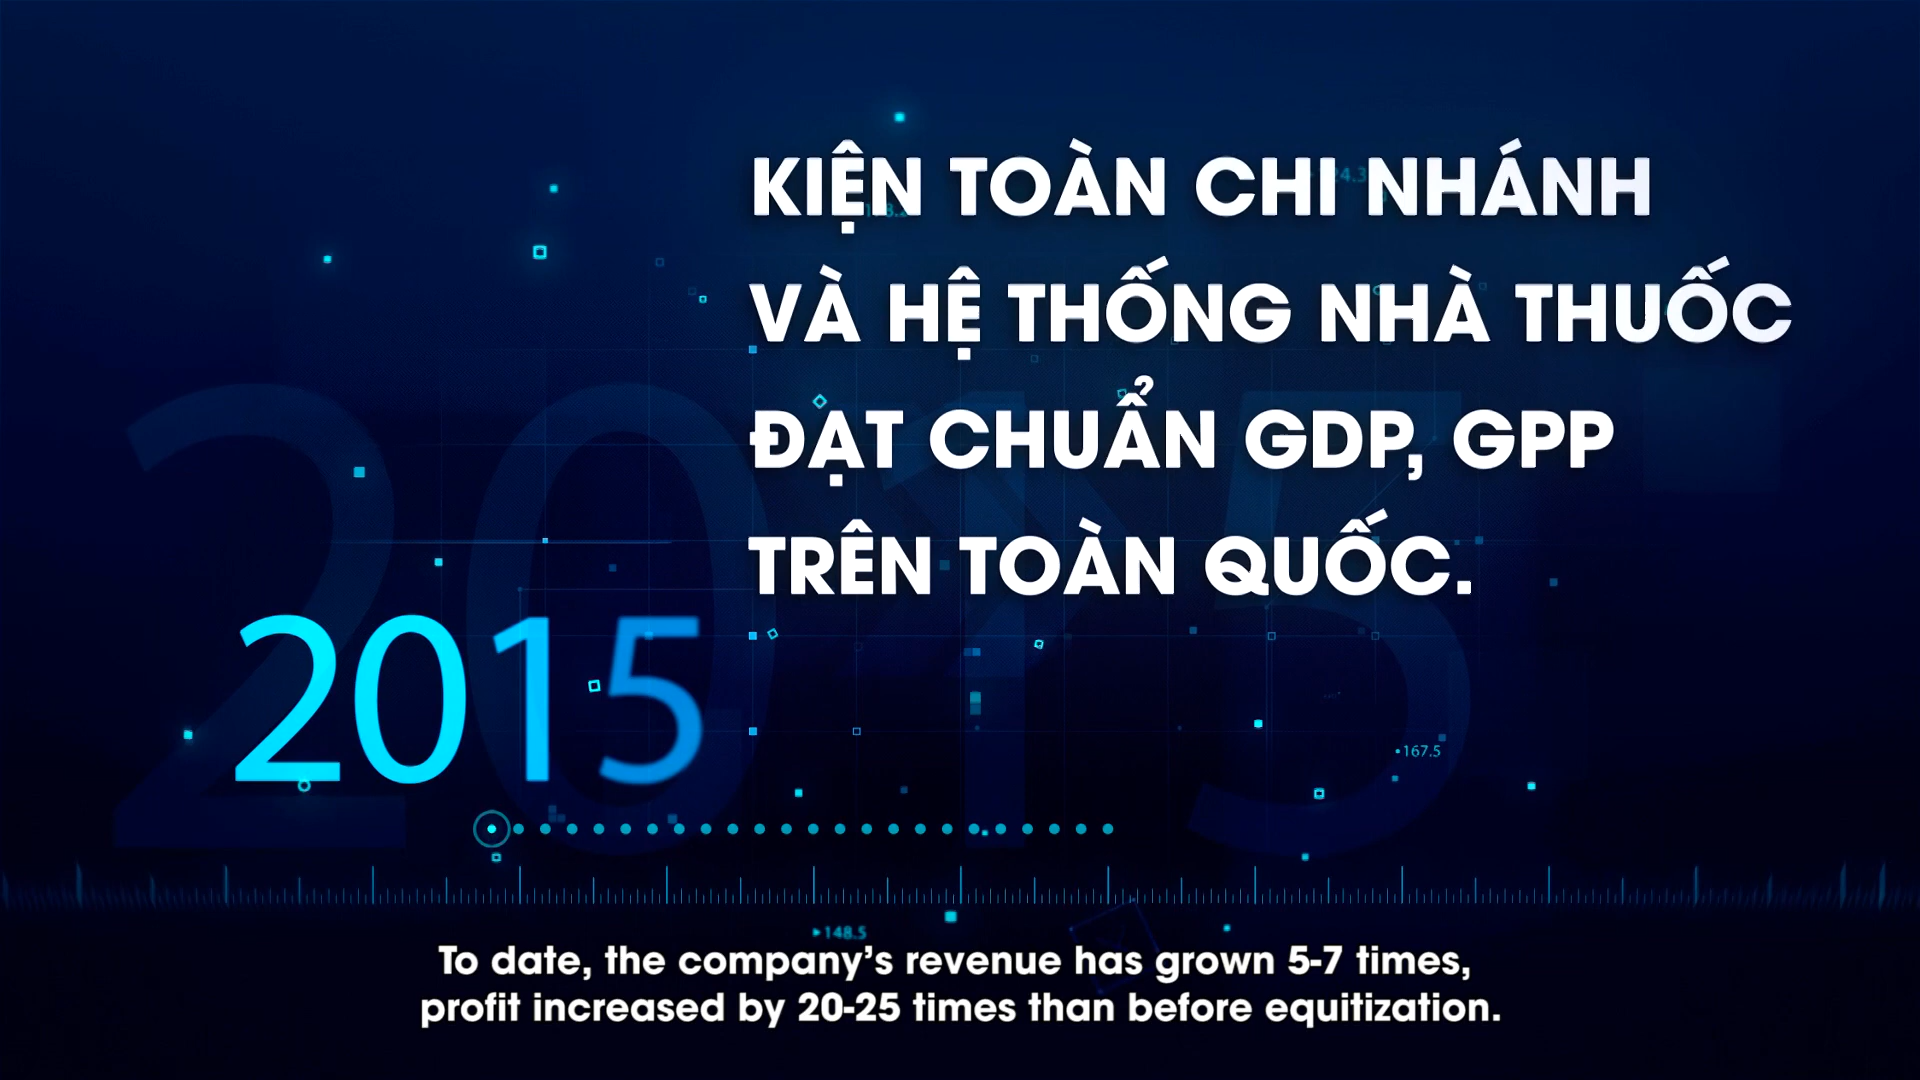 KIỆN TOÀN CHI NHÁNH
VÀ HỆ THỐNG NHÀ THUỐC
ĐẠT CHUẨN GDP, GPP
TRÊN TOÀN QUỐC.
2015
2015
167.5
148.5
To date, the company’s revenue has grown 5-7 times,
profit increased by 20-25 times than before equitization.